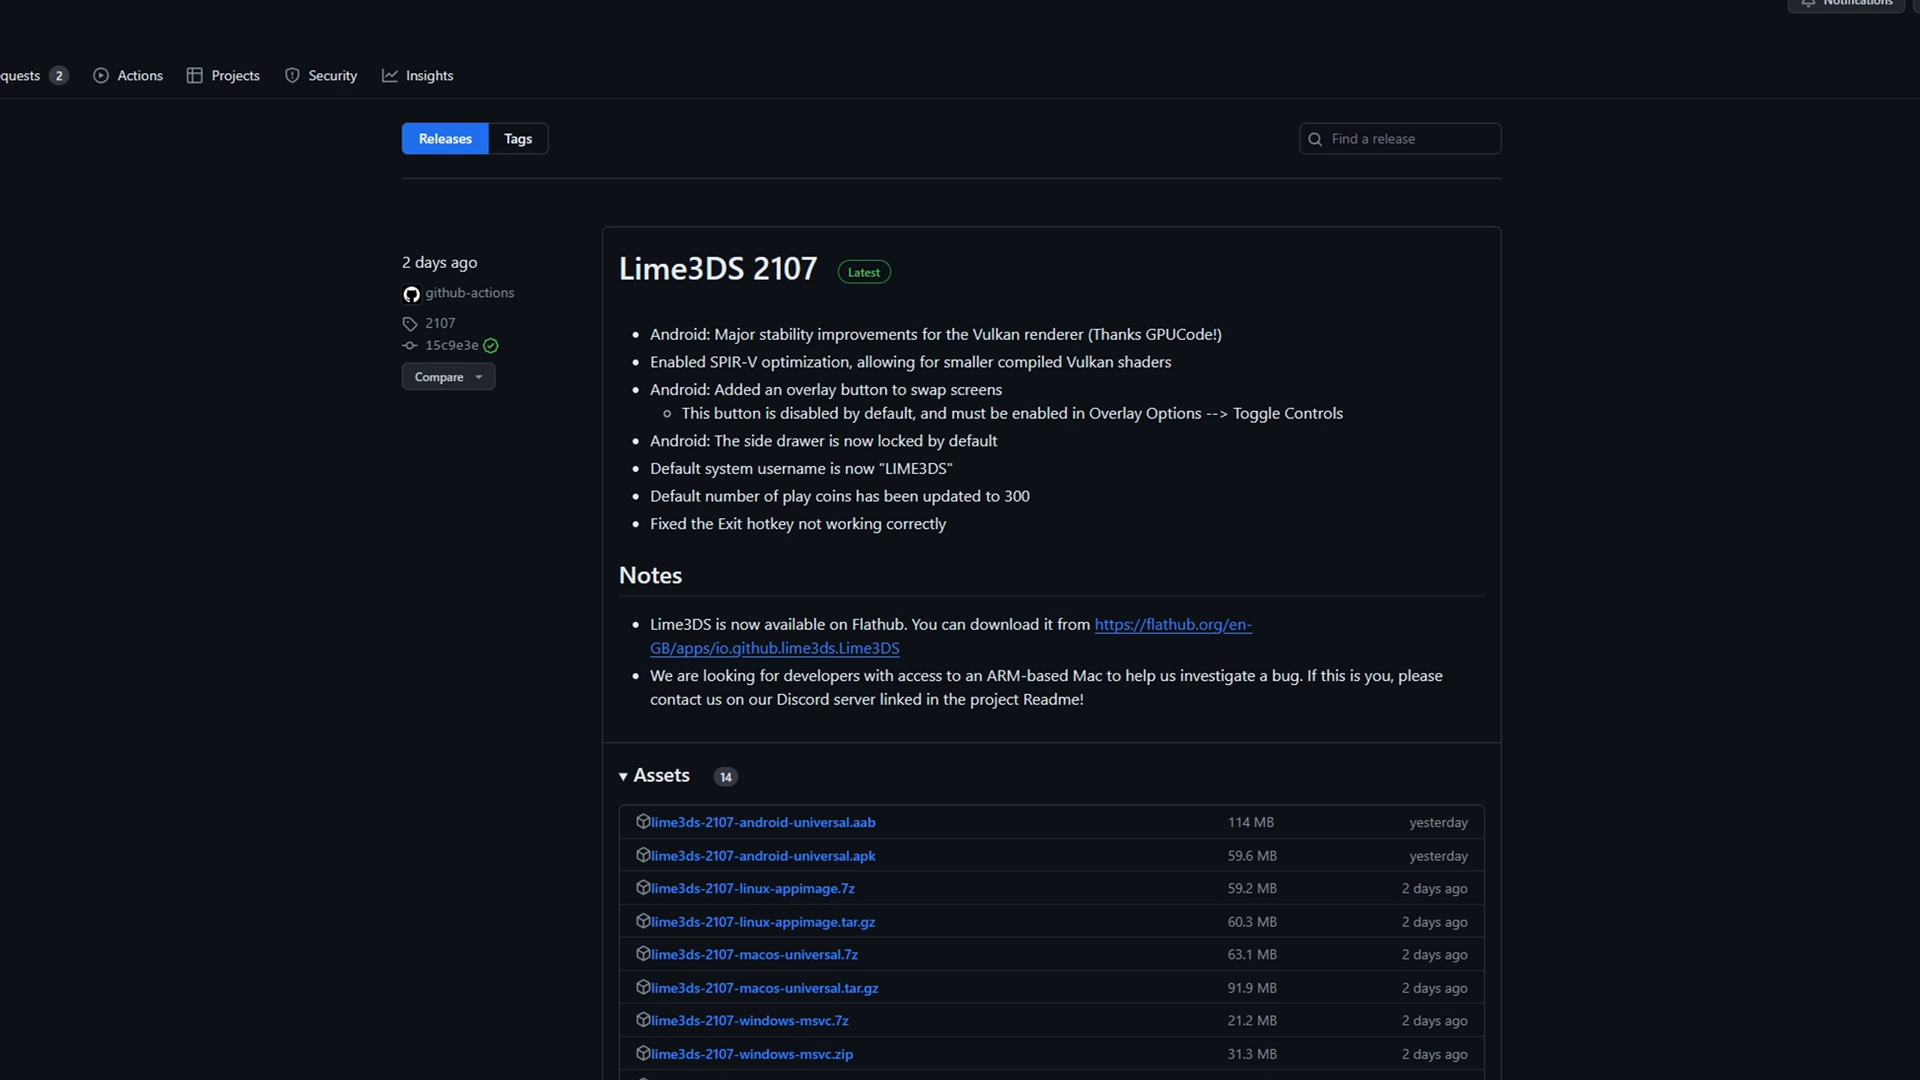 Notifications
quests 2 Actions Projects Security Insights
Releases Tags Find a release
2 days ago
github-actions
2107
15c9e3e
Compare
Lime3DS 2107 Latest
• Android: Major stability improvements for the Vulkan renderer (Thanks GPUCode!)
• Enabled SPIR-V optimization, allowing for smaller compiled Vulkan shaders
• Android: Added an overlay button to swap screens
◦ This button is disabled by default, and must be enabled in Overlay Options --> Toggle Controls
• Android: The side drawer is now locked by default
• Default system username is now "LIME3DS"
• Default number of play coins has been updated to 300
• Fixed the Exit hotkey not working correctly
Notes
• Lime3DS is now available on Flathub. You can download it from https://flathub.org/en-
GB/apps/io.github.lime3ds.Lime3DS
• We are looking for developers with access to an ARM-based Mac to help us investigate a bug. If this is you, please
contact us on our Discord server linked in the project Readme!
Assets 14
lime3ds-2107-android-universal.aab 114 MB yesterday
lime3ds-2107-android-universal.apk 59.6 MB yesterday
lime3ds-2107-linux-appimage.7z 59.2 MB 2 days ago
lime3ds-2107-linux-appimage.tar.gz 60.3 MB 2 days ago
lime3ds-2107-macos-universal.7z 63.1 MB 2 days ago
lime3ds-2107-macos-universal.tar.gz 91.9 MB 2 days ago
lime3ds-2107-windows-msvc.7z 21.2 MB 2 days ago
lime3ds-2107-windows-msvc.zip 31.3 MB 2 days ago